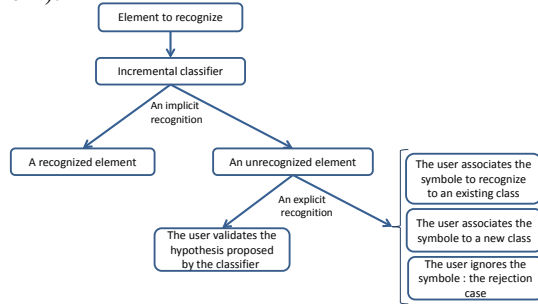 Element to recognize
Incremental classifier
An implicit
recognition
A recognized element
An unrecognized element
An explicit
recognition
The user validates the
hypothesis proposed
by the classifier
The user associates the
symbole to recognize
to an existing class
The user associates the
symbole to a new class
The user ignores the
symbole : the rejection
case